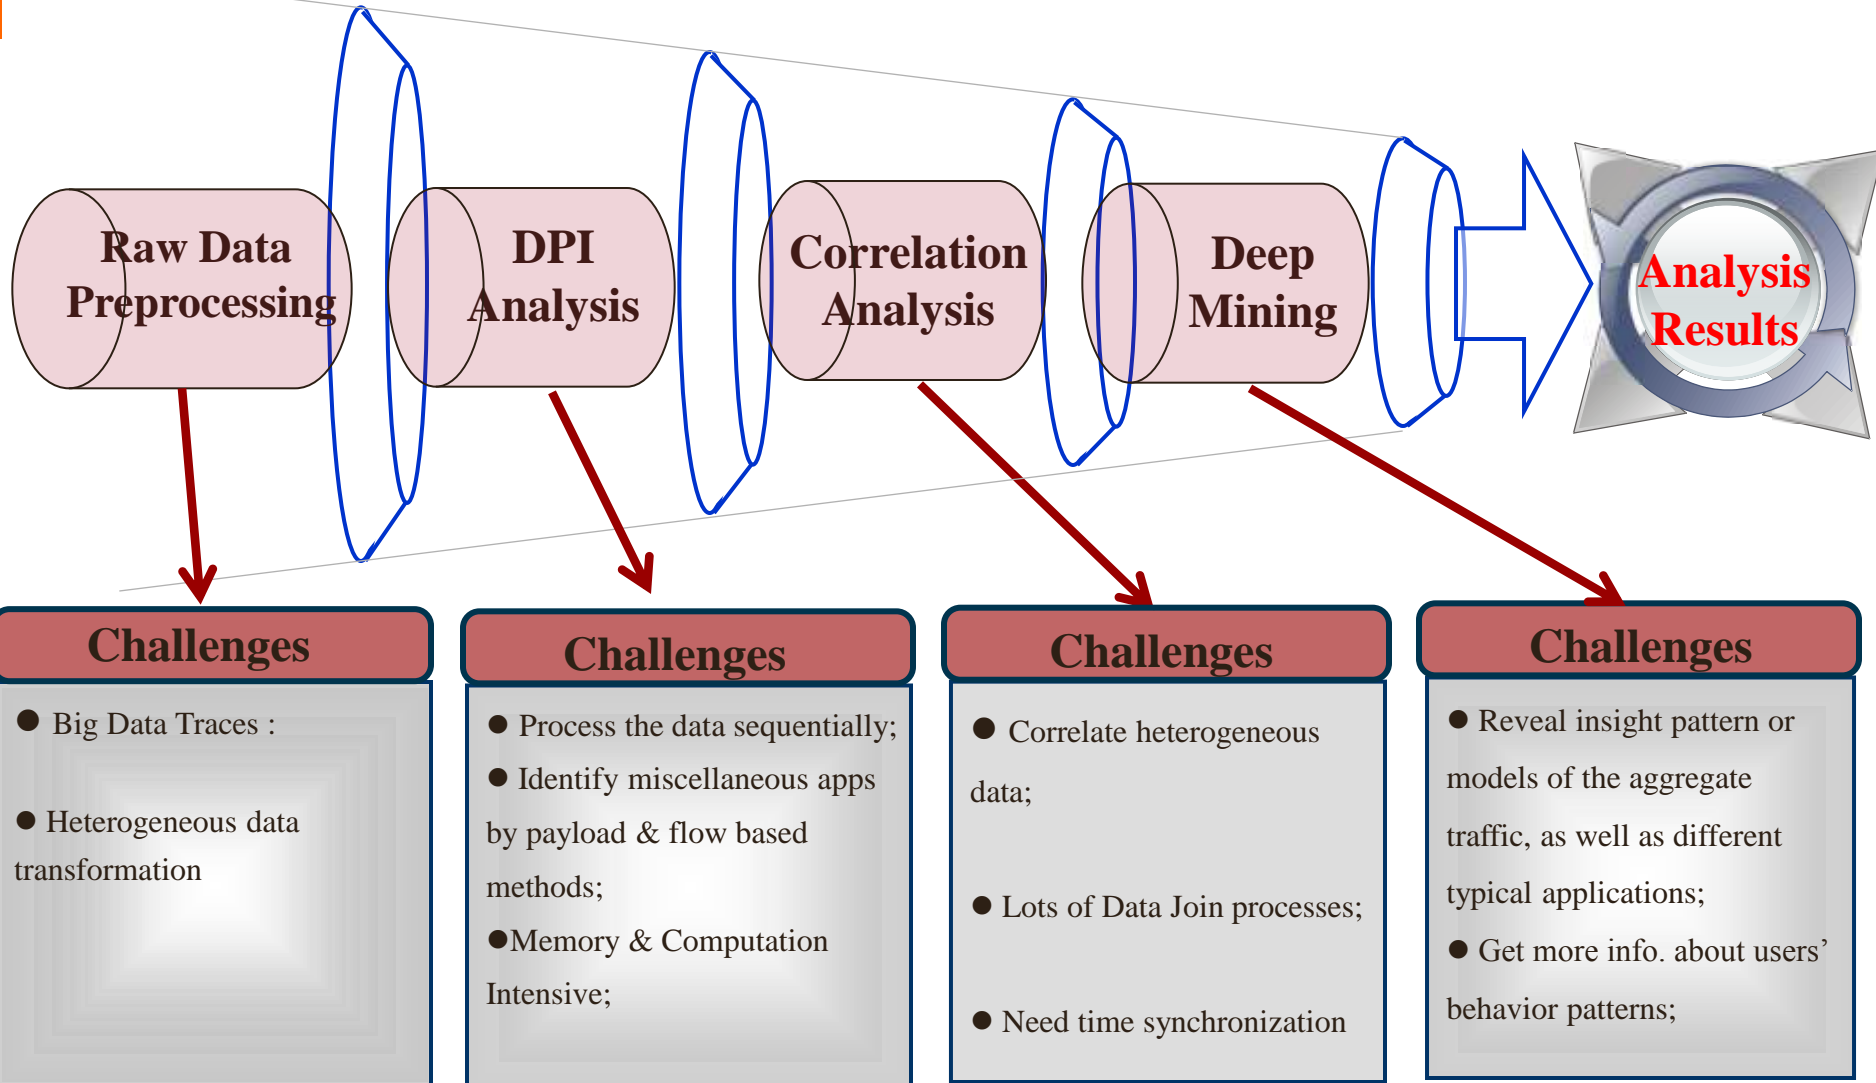 Raw Data
Preprocessing
DPI
Analysis
Correlation
Analysis
Deep
Mining
Analysis
Results
Challenges
● Big Data Traces :
● Heterogeneous data
transformation
Challenges
● Process the data sequentially;
● Identify miscellaneous apps
by payload & flow based
methods;
●Memory & Computation
Intensive;
Challenges
● Correlate heterogeneous
data;
● Lots of Data Join processes;
● Need time synchronization
Challenges
● Reveal insight pattern or
models of the aggregate
traffic, as well as different
typical applications;
● Get more info. about users’
behavior patterns;